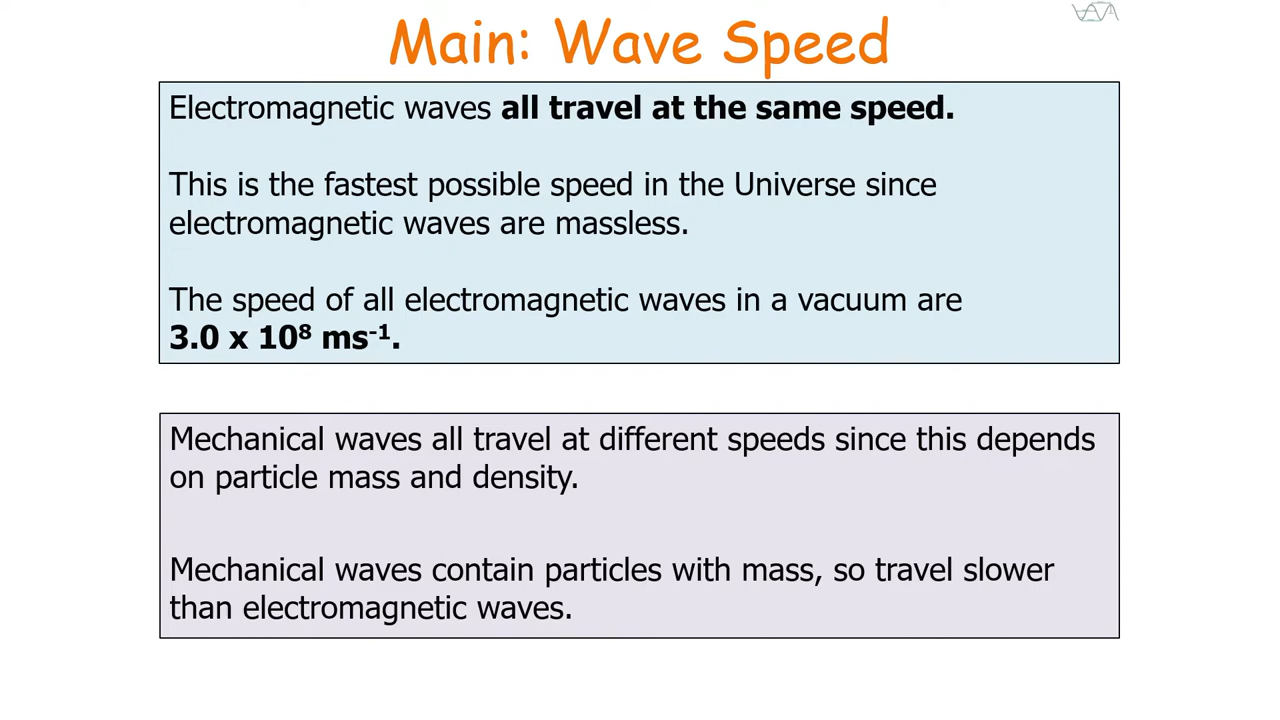 Main: Wave Speed
Electromagnetic waves all travel at the same speed.
This is the fastest possible speed in the Universe since
electromagnetic waves are massless.
The speed of all electromagnetic waves in a vacuum are
3.0 x 10⁸ ms⁻¹.
Mechanical waves all travel at different speeds since this depends
on particle mass and density.
Mechanical waves contain particles with mass, so travel slower
than electromagnetic waves.